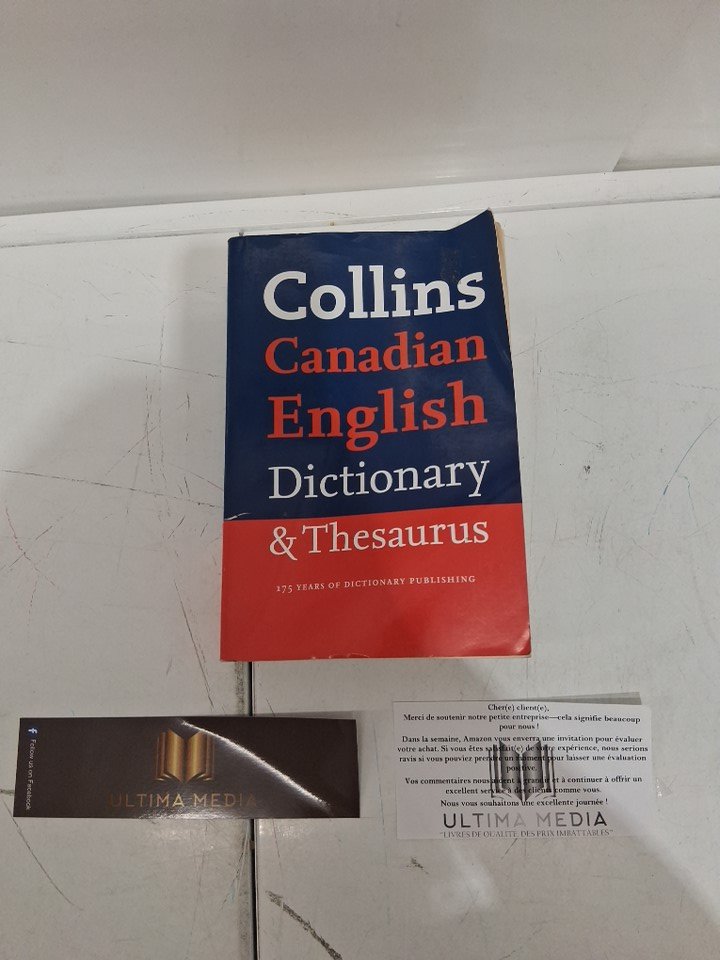 Collins
Canadian
English
Dictionary
& Thesaurus
175 YEARS OF DICTIONARY PUBLISHING
Follow us on Facebook
ULTIMA MEDIA
Cher(e) client(e),
Merci de soutenir notre petite entreprise—cela signifie beaucoup
pour nous !
Dans la semaine, Amazon vous enverra une invitation pour évaluer
votre achat. Si vous êtes satisfait(e) de votre expérience, nous serions
ravis si vous pouviez prendre un moment pour laisser une évaluation
positive.
Vos commentaires nous aident à grandir et à continuer à offrir un
excellent service à des clients comme vous.
Nous vous souhaitons une excellente journée !
ULTIMA MEDIA
"LIVRES DE QUALITÉ, DES PRIX IMBATTABLES"